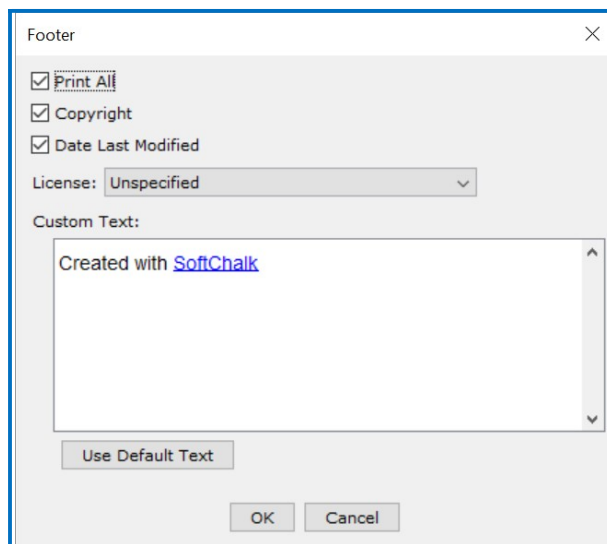 Footer
Print All
Copyright
Date Last Modified
License: Unspecified
Custom Text:
Created with SoftChalk
Use Default Text
OK Cancel